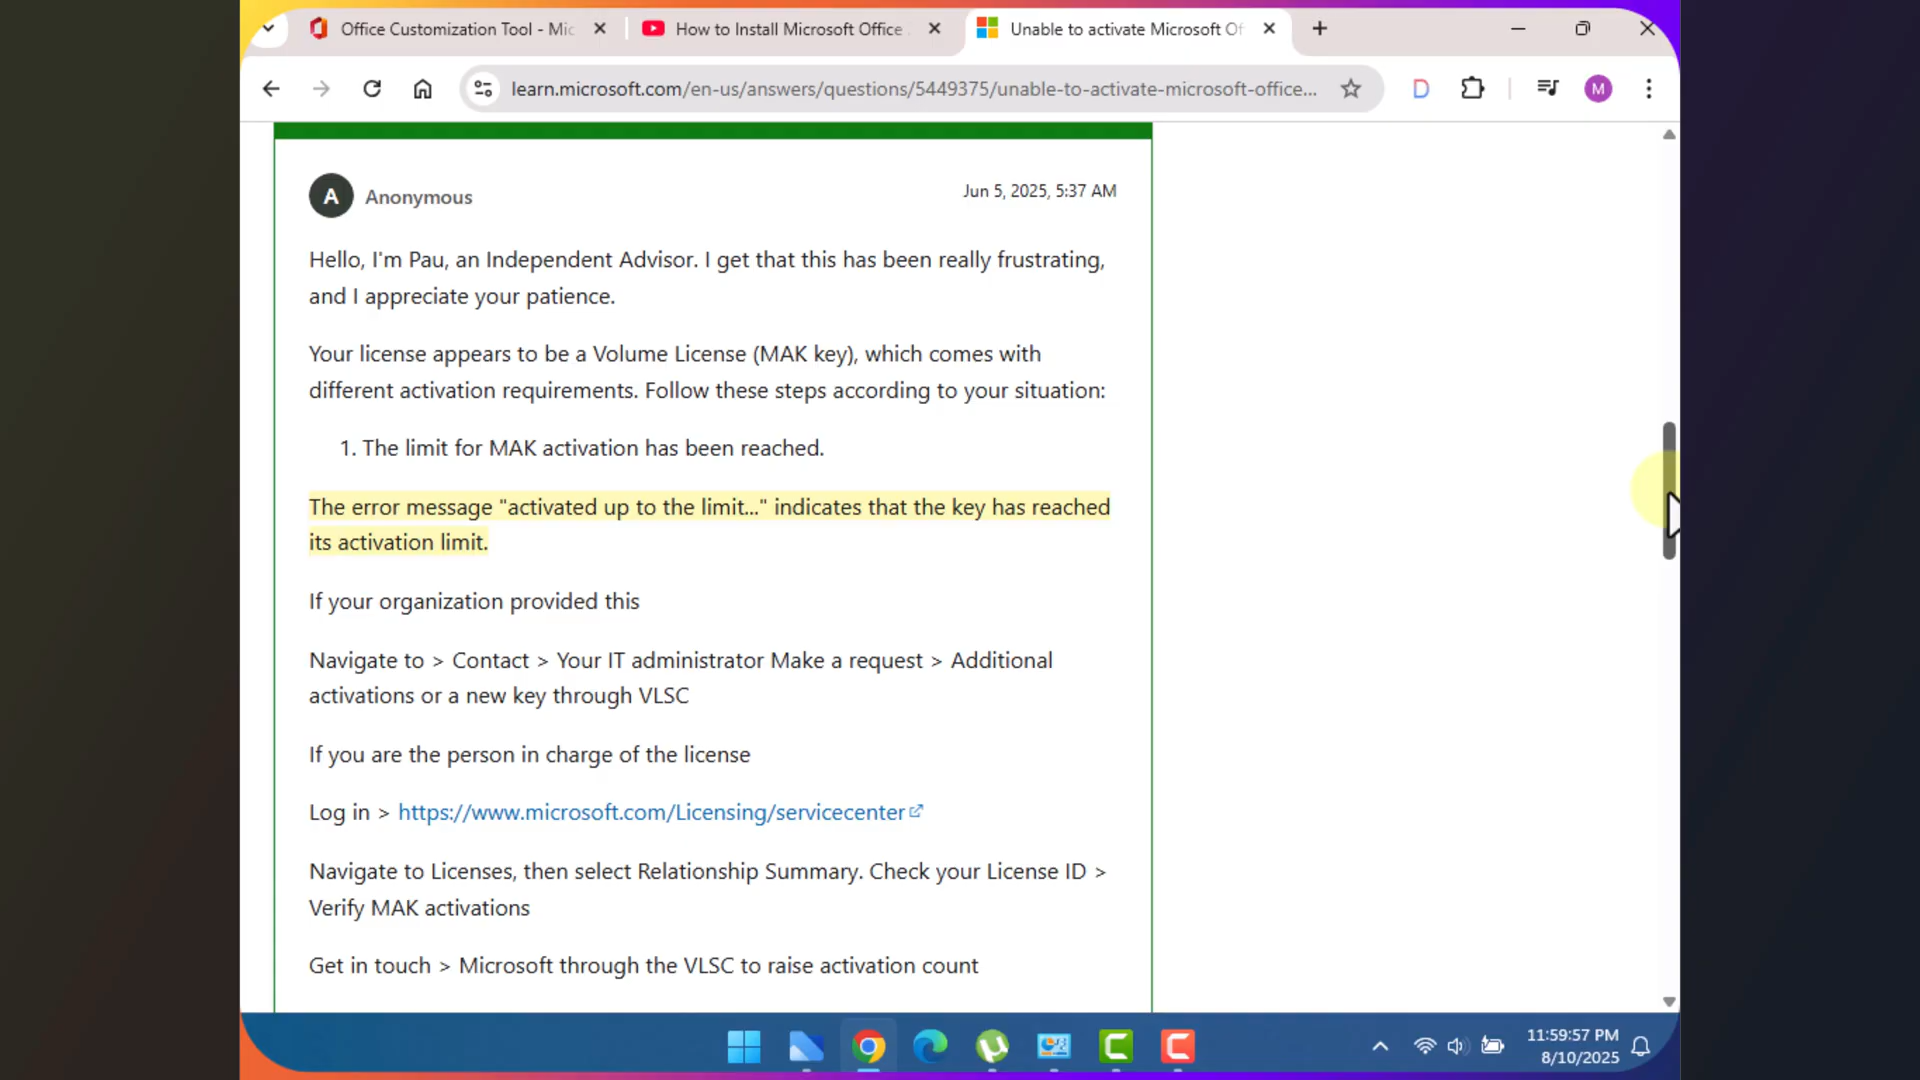 Office Customization Tool - Mic
How to Install Microsoft Office
Unable to activate Microsoft Of
learn.microsoft.com/en-us/answers/questions/5449375/unable-to-activate-microsoft-office...
D
M
A
Anonymous
Jun 5, 2025, 5:37 AM
Hello, I'm Pau, an Independent Advisor. I get that this has been really frustrating,
and I appreciate your patience.
Your license appears to be a Volume License (MAK key), which comes with
different activation requirements. Follow these steps according to your situation:
1. The limit for MAK activation has been reached.
The error message "activated up to the limit..." indicates that the key has reached
its activation limit.
If your organization provided this
Navigate to > Contact > Your IT administrator Make a request > Additional
activations or a new key through VLSC
If you are the person in charge of the license
Log in > https://www.microsoft.com/Licensing/servicecenter
Navigate to Licenses, then select Relationship Summary. Check your License ID >
Verify MAK activations
Get in touch > Microsoft through the VLSC to raise activation count
11:59:57 PM
8/10/2025